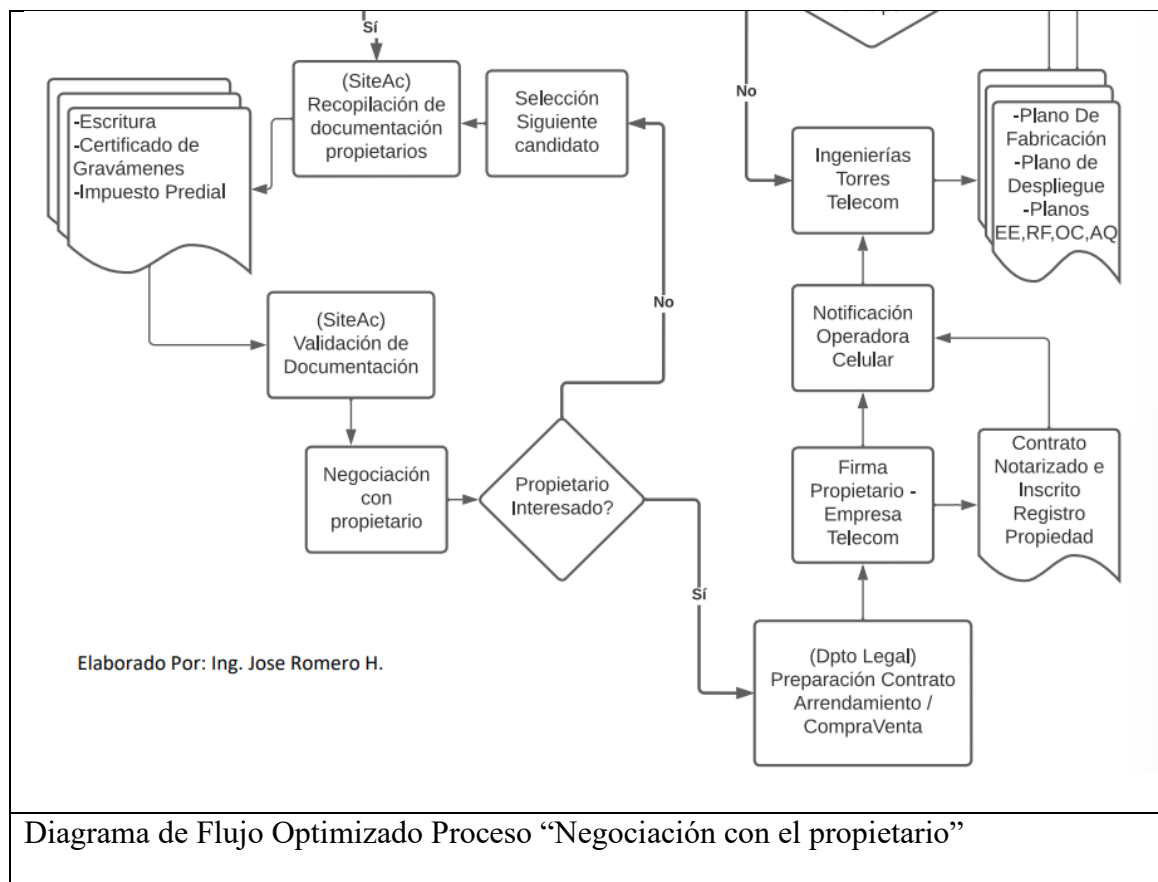 Sí
(SiteAc)
Recopilación de
documentación
propietarios
Selección
Siguiente
candidato
-Escritura
-Certificado de
Gravámenes
-Impuesto Predial
(SiteAc)
Validación de
Documentación
Negociación
con
propietario
Propietario
Interesado?
No
Sí
(Dpto Legal)
Preparación Contrato
Arrendamiento /
CompraVenta
Firma
Propietario -
Empresa
Telecom
Contrato
Notarizado e
Inscrito
Registro
Propiedad
Notificación
Operadora
Celular
No
Ingenierías
Torres
Telecom
-Plano De
Fabricación
-Plano de
Despliegue
-Planos
EE,RF,OC,AQ
Elaborado Por: Ing. Jose Romero H.
Diagrama de Flujo Optimizado Proceso “Negociación con el propietario”